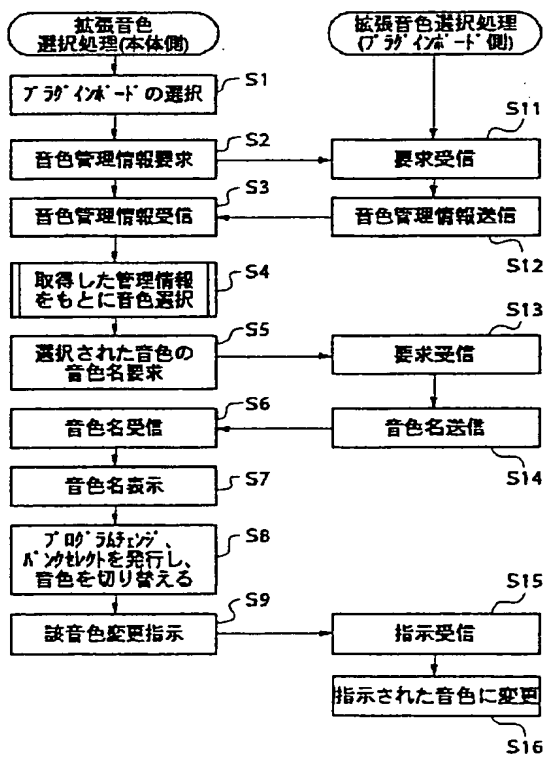 拡張音色
選択処理(本体側)
拡張音色選択処理
(プラグインボード側)
プラグインボードの選択
S1
音色管理情報要求
S2
要求受信
S11
音色管理情報受信
S3
音色管理情報送信
S12
取得した管理情報
をもとに音色選択
S4
選択された音色の
音色名要求
S5
要求受信
S13
音色名受信
S6
音色名送信
S14
音色名表示
S7
プログラムチェンジ、
バンクセレクトを発行し、
音色を切り替える
S8
該音色変更指示
S9
指示受信
S15
指示された音色に変更
S16